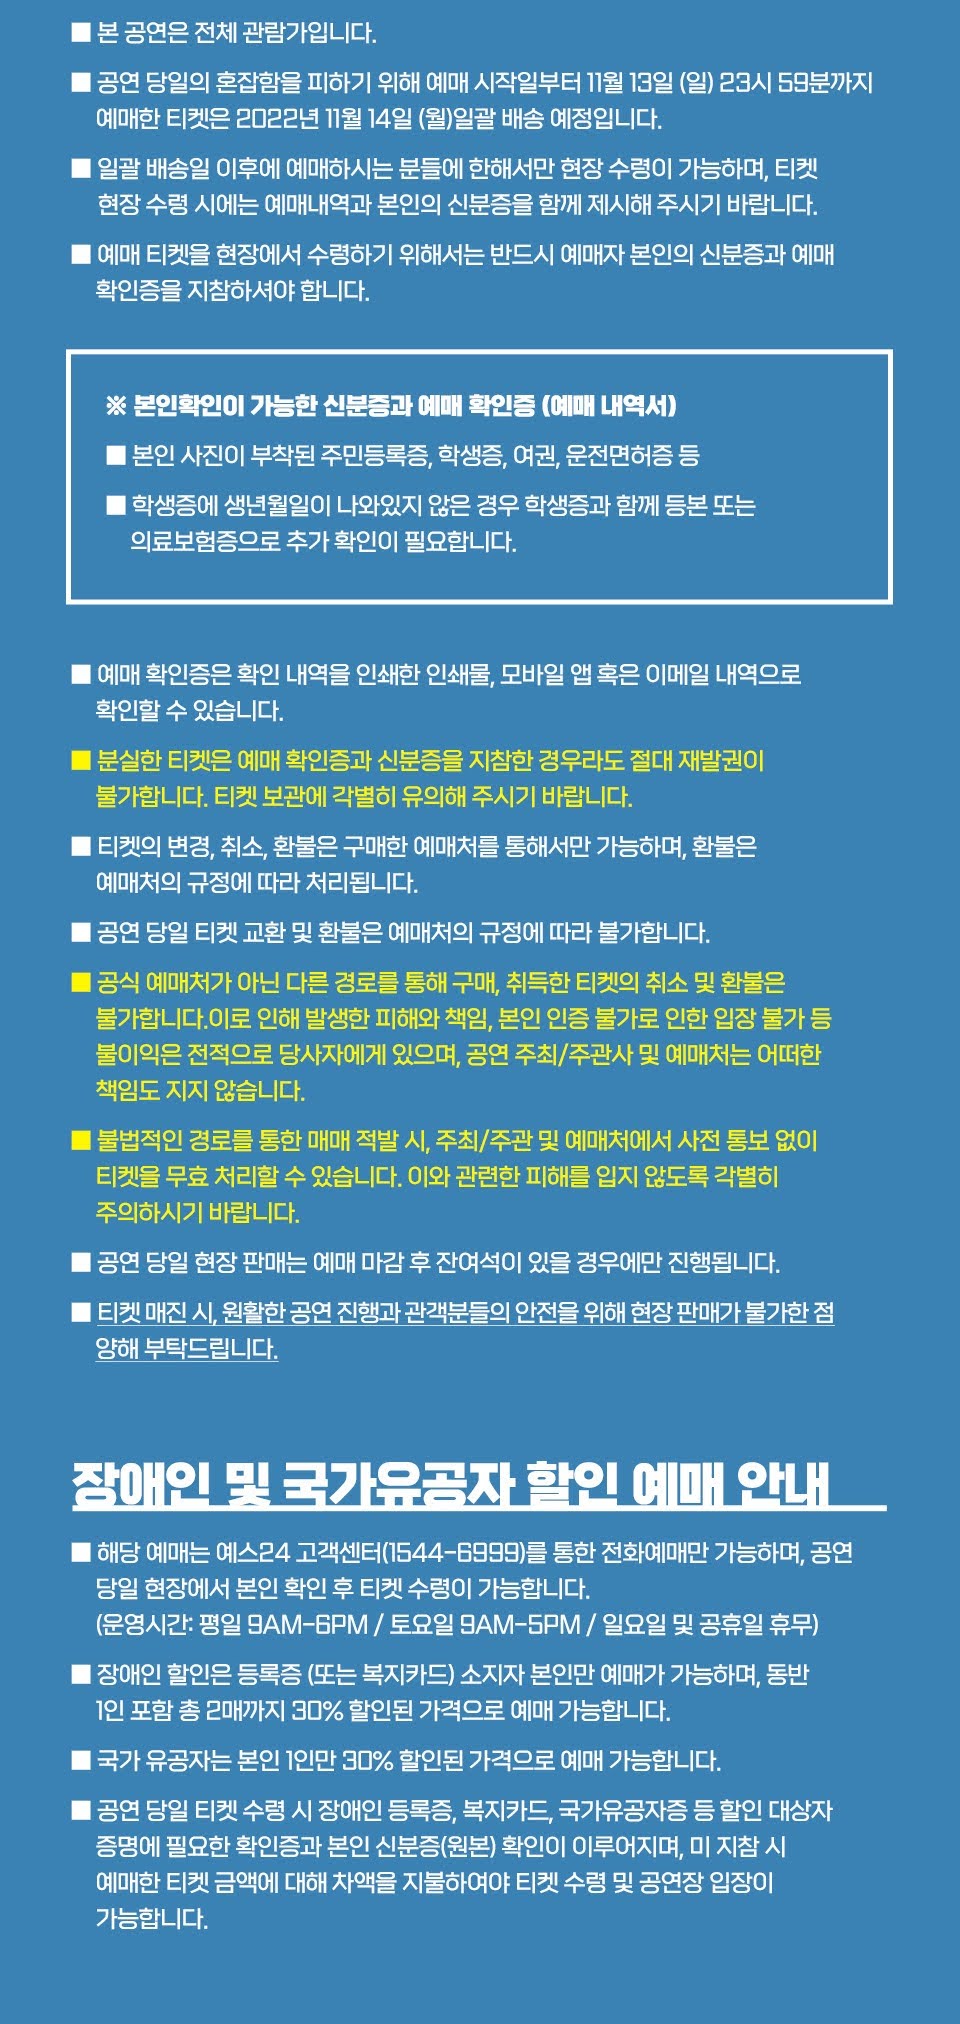 ■ 본 공연은 전체 관람가입니다.
■ 공연 당일의 혼잡함을 피하기 위해 예매 시작일부터 11월 13일 (일) 23시 59분까지
예매한 티켓은 2022년 11월 14일 (월)일괄 배송 예정입니다.
■ 일괄 배송일 이후에 예매하시는 분들에 한해서만 현장 수령이 가능하며, 티켓
현장 수령 시에는 예매내역과 본인의 신분증을 함께 제시해 주시기 바랍니다.
■ 예매 티켓을 현장에서 수령하기 위해서는 반드시 예매자 본인의 신분증과 예매
확인증을 지참하셔야 합니다.
※ 본인확인이 가능한 신분증과 예매 확인증 (예매 내역서)
■ 본인 사진이 부착된 주민등록증, 학생증, 여권, 운전면허증 등
■ 학생증에 생년월일이 나와있지 않은 경우 학생증과 함께 등본 또는
의료보험증으로 추가 확인이 필요합니다.
■ 예매 확인증은 확인 내역을 인쇄한 인쇄물, 모바일 앱 혹은 이메일 내역으로
확인할 수 있습니다.
■ 분실한 티켓은 예매 확인증과 신분증을 지참한 경우라도 절대 재발권이
불가합니다. 티켓 보관에 각별히 유의해 주시기 바랍니다.
■ 티켓의 변경, 취소, 환불은 구매한 예매처를 통해서만 가능하며, 환불은
예매처의 규정에 따라 처리됩니다.
■ 공연 당일 티켓 교환 및 환불은 예매처의 규정에 따라 불가합니다.
■ 공식 예매처가 아닌 다른 경로를 통해 구매, 취득한 티켓의 취소 및 환불은
불가합니다.이로 인해 발생한 피해와 책임, 본인 인증 불가로 인한 입장 불가 등
불이익은 전적으로 당사자에게 있으며, 공연 주최/주관사 및 예매처는 어떠한
책임도 지지 않습니다.
■ 불법적인 경로를 통한 매매 적발 시, 주최/주관 및 예매처에서 사전 통보 없이
티켓을 무효 처리할 수 있습니다. 이와 관련한 피해를 입지 않도록 각별히
주의하시기 바랍니다.
■ 공연 당일 현장 판매는 예매 마감 후 잔여석이 있을 경우에만 진행됩니다.
■ 티켓 매진 시, 원활한 공연 진행과 관객분들의 안전을 위해 현장 판매가 불가한 점
양해 부탁드립니다.
장애인 및 국가유공자 할인 예매 안내
■ 해당 예매는 예스24 고객센터(1544-6999)를 통한 전화예매만 가능하며, 공연
당일 현장에서 본인 확인 후 티켓 수령이 가능합니다.
(운영시간: 평일 9AM-6PM / 토요일 9AM-5PM / 일요일 및 공휴일 휴무)
■ 장애인 할인은 등록증 (또는 복지카드) 소지자 본인만 예매가 가능하며, 동반
1인 포함 총 2매까지 30% 할인된 가격으로 예매 가능합니다.
■ 국가 유공자는 본인 1인만 30% 할인된 가격으로 예매 가능합니다.
■ 공연 당일 티켓 수령 시 장애인 등록증, 복지카드, 국가유공자증 등 할인 대상자
증명에 필요한 확인증과 본인 신분증(원본) 확인이 이루어지며, 미 지참 시
예매한 티켓 금액에 대해 차액을 지불하여야 티켓 수령 및 공연장 입장이
가능합니다.